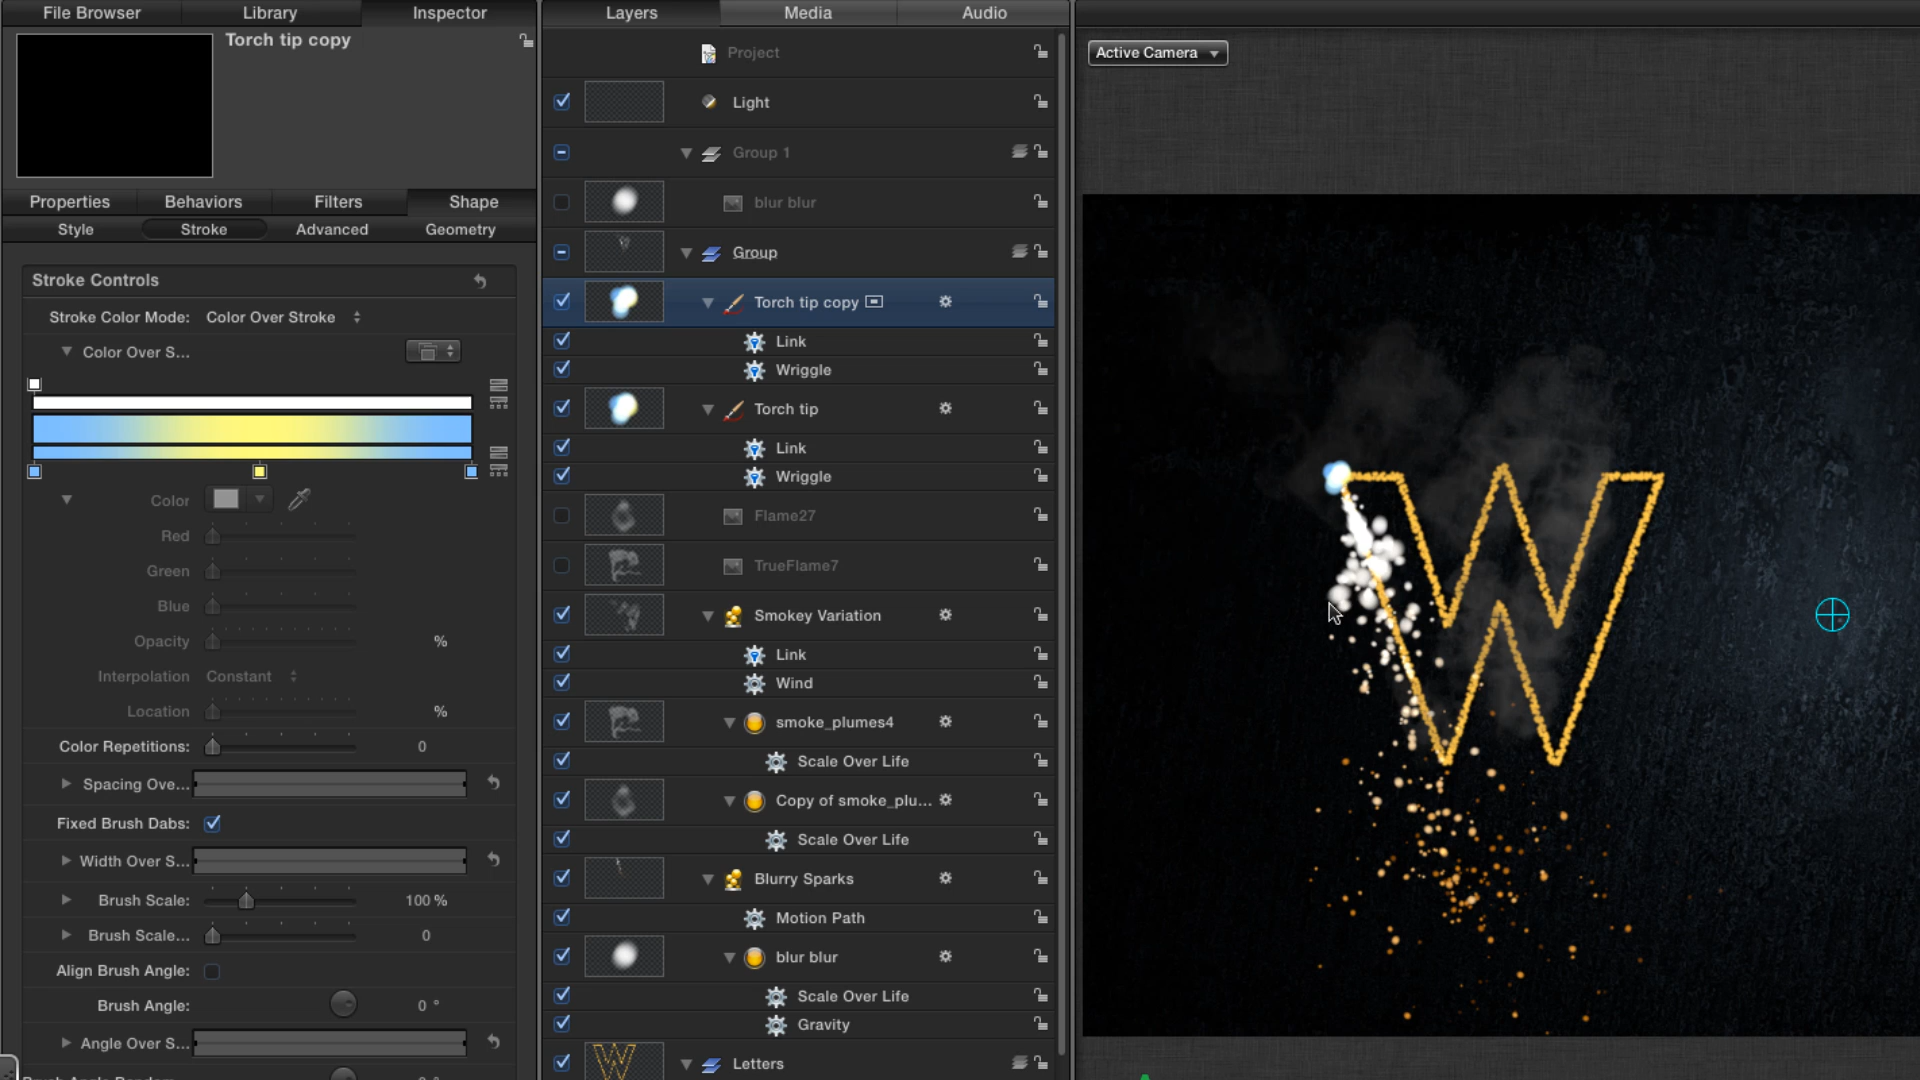 File Browser
Library
Inspector
Torch tip copy
Properties
Behaviors
Filters
Shape
Style
Stroke
Advanced
Geometry
Stroke Controls
Stroke Color Mode: Color Over Stroke
Color Over S...
Color
Red
Green
Blue
Opacity %
Interpolation Constant
Location %
Color Repetitions: 0
Spacing Ove...
Fixed Brush Dabs:
Width Over S...
Brush Scale: 100 %
Brush Scale... 0
Align Brush Angle:
Brush Angle: 0 °
Angle Over S...
Layers
Media
Audio
Project
Light
Group 1
blur blur
Group
Torch tip copy
Link
Wriggle
Torch tip
Link
Wriggle
Flame27
TrueFlame7
Smokey Variation
Link
Wind
smoke_plumes4
Scale Over Life
Copy of smoke_plu...
Scale Over Life
Blurry Sparks
Motion Path
blur blur
Scale Over Life
Gravity
Letters
Active Camera
W